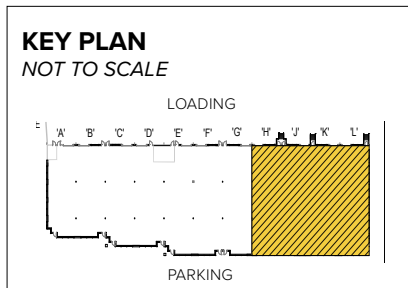 KEY PLAN
NOT TO SCALE
LOADING
'A' 'B' 'C' 'D' 'E' 'F' 'G' 'H' 'J' 'K' 'L'
PARKING